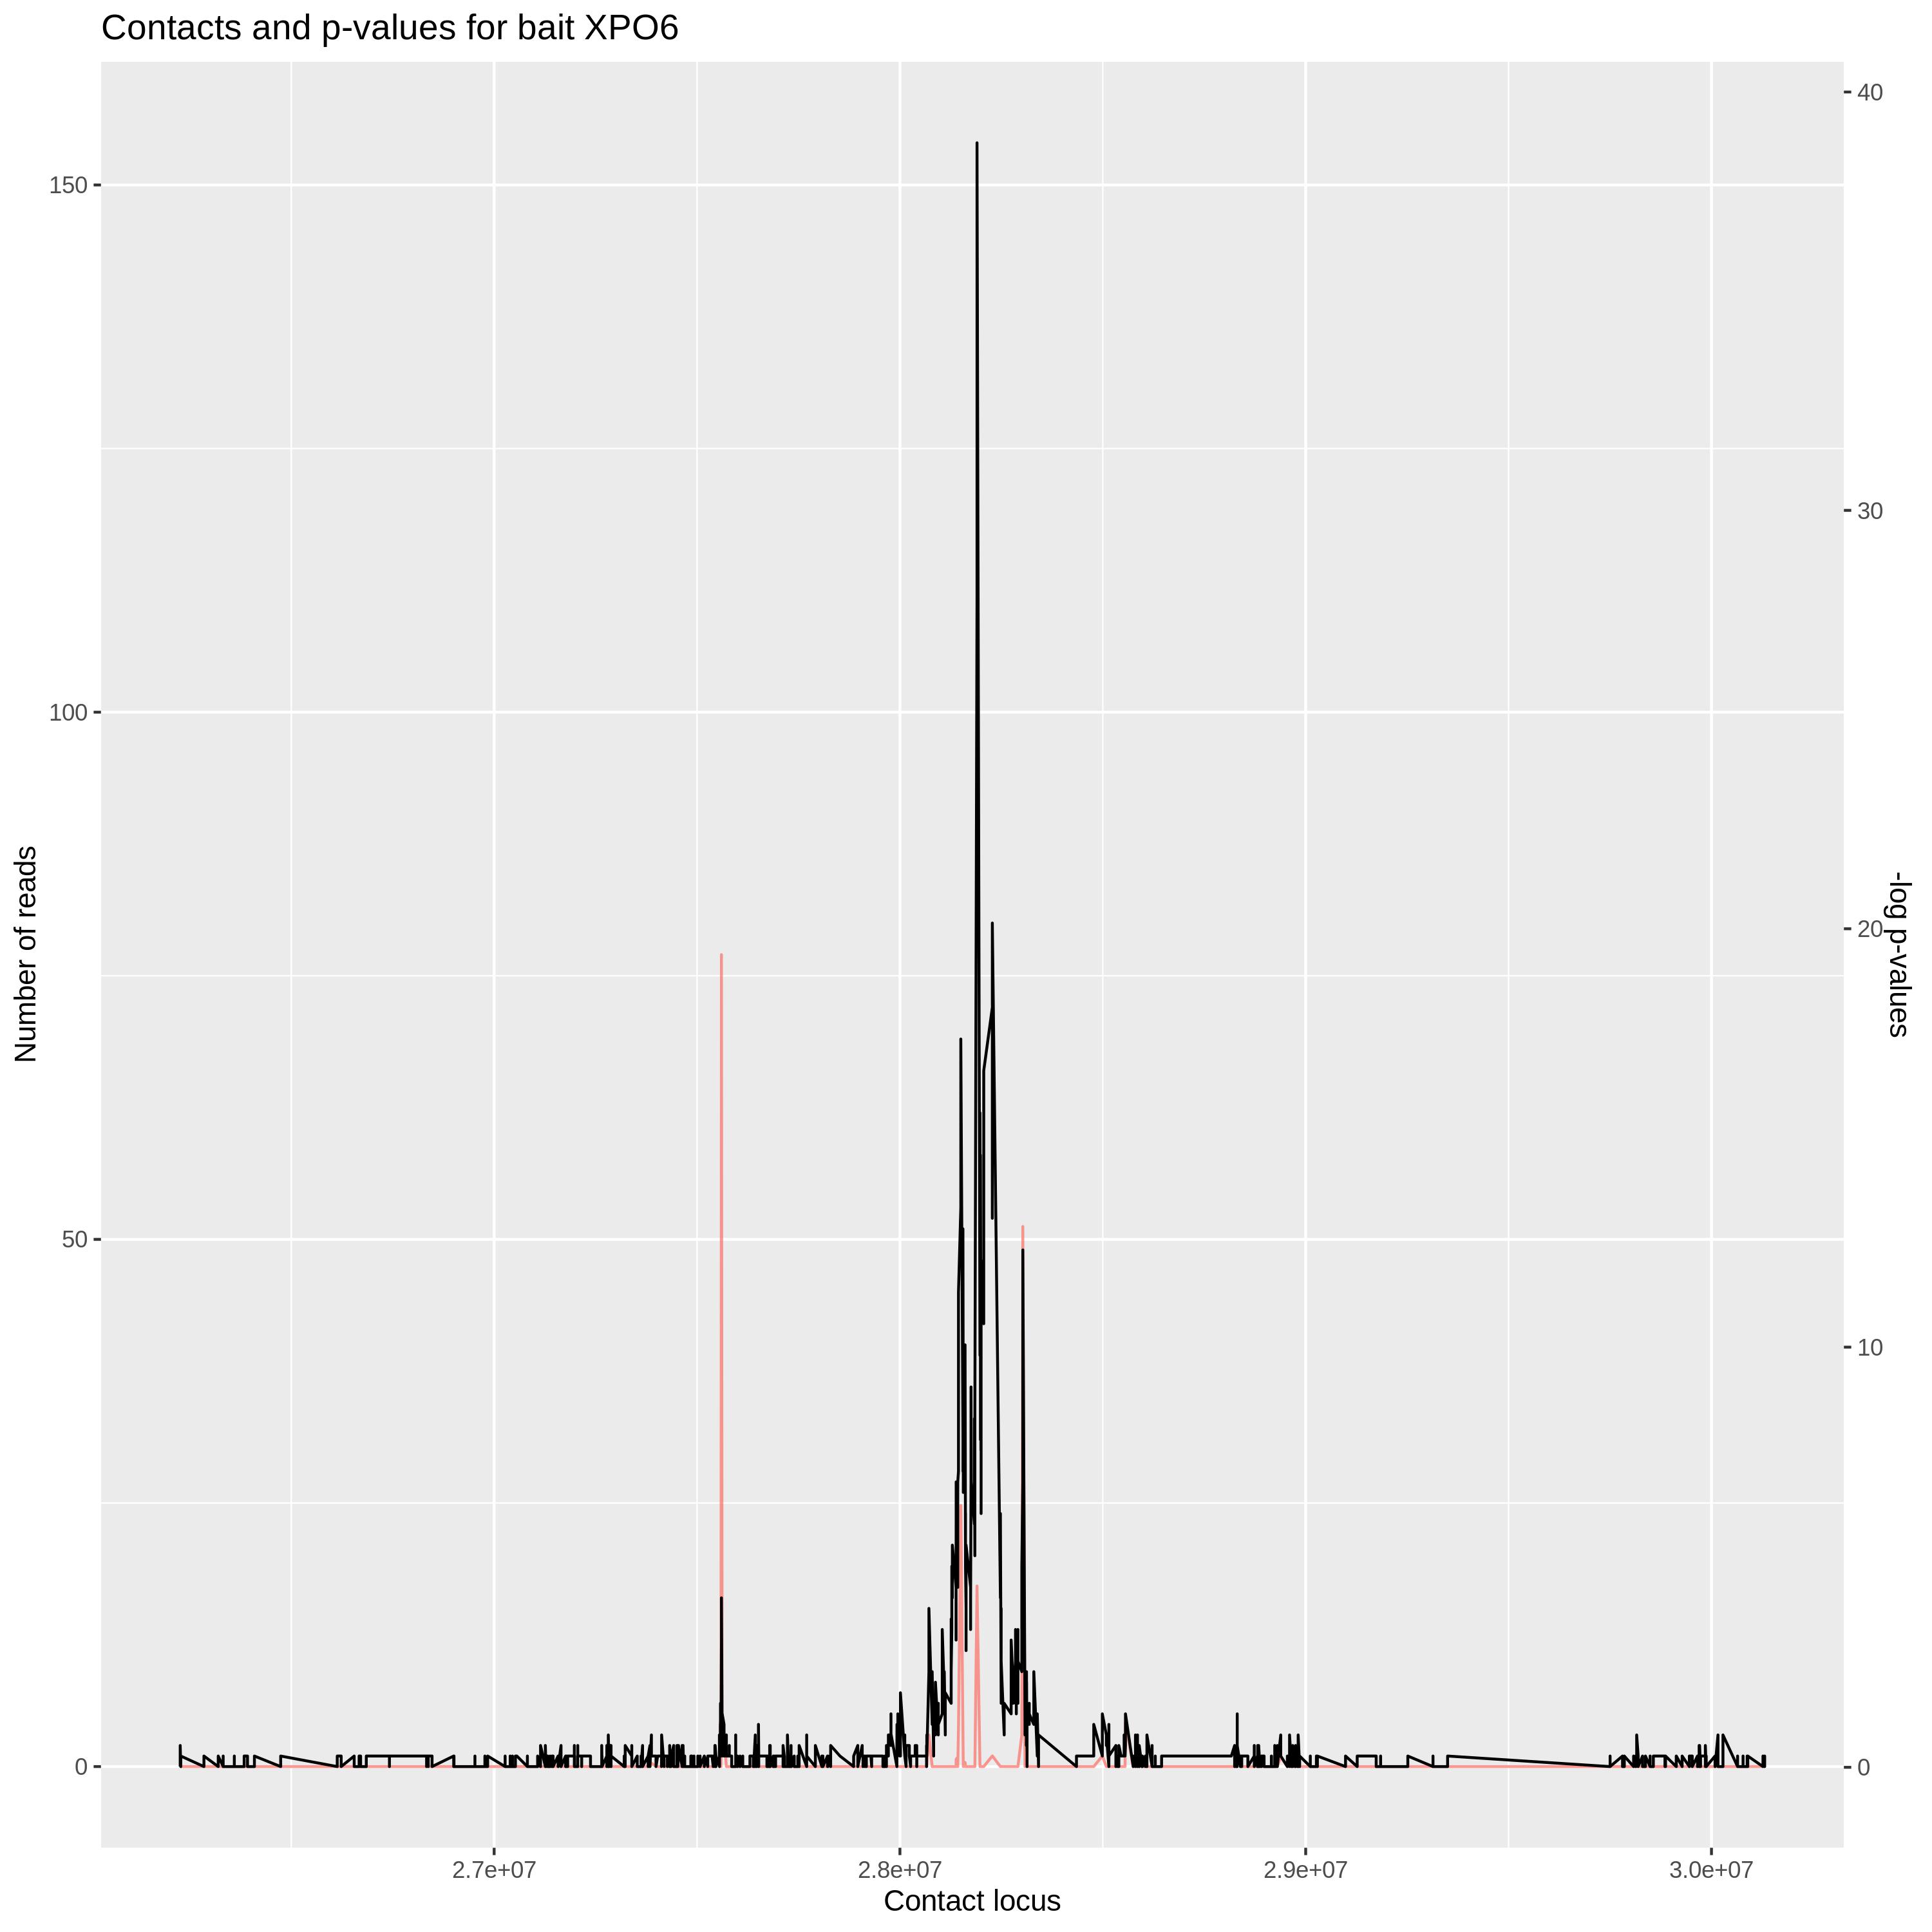 Contacts and p-values for bait XPO6
Number of reads
150
100
50
0
40
30
20
10
0
-log p-values
2.7e+07
2.8e+07
2.9e+07
3.0e+07
Contact locus